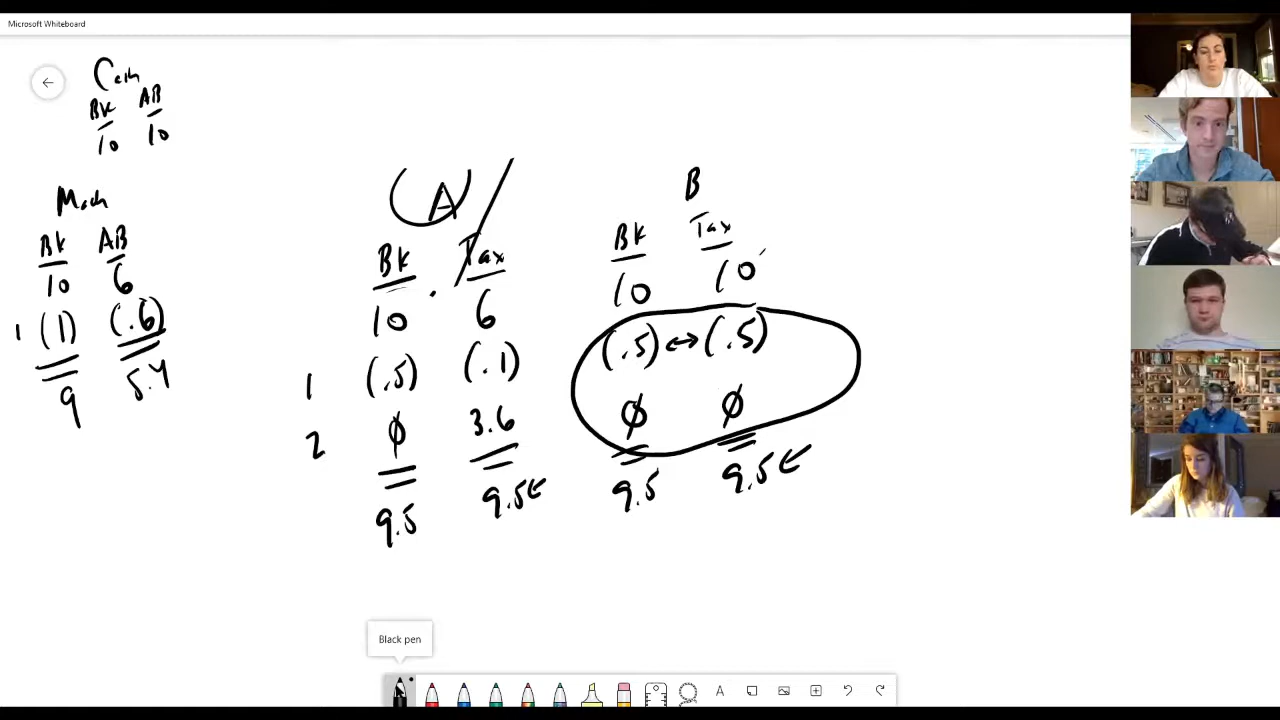 Microsoft Whiteboard
Cash
BK AB
10 10
Mach
BK AB
10 6
1 (1) (.6)
9 5.4
A
BK Tax
10 6
1 (.5) (.1)
2 ∅ 3.6
9.5 9.5←
B
BK Tax
10 10
(.5) ↔ (.5)
∅ ∅
9.5 9.5←
Black pen
A